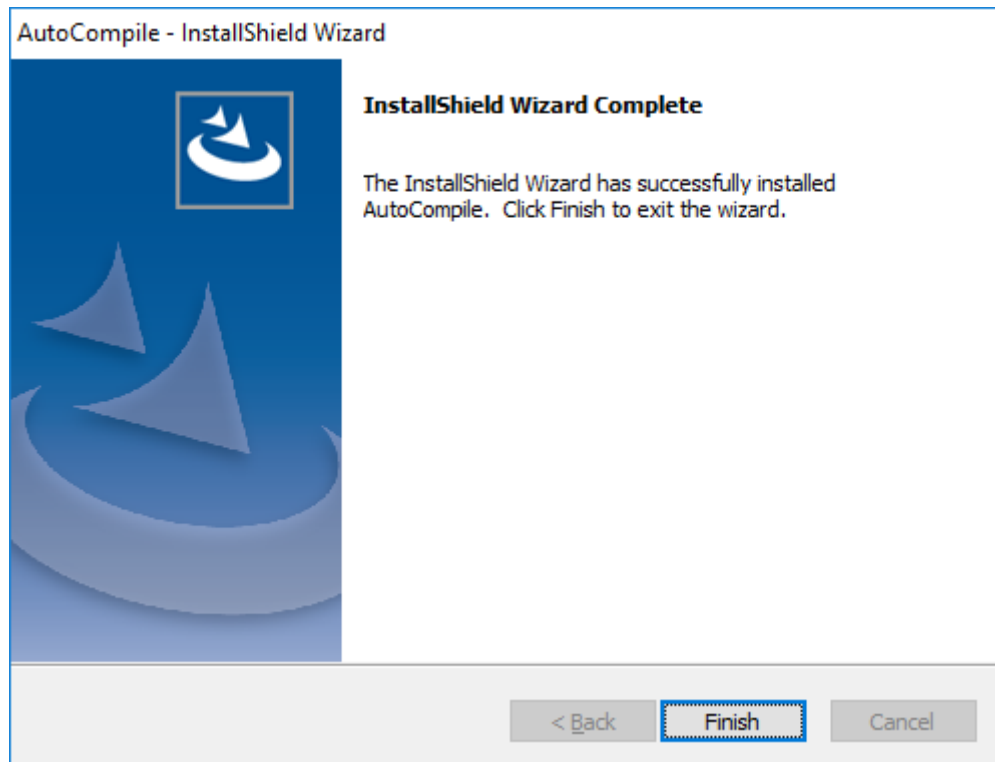 AutoCompile - InstallShield Wizard
InstallShield Wizard Complete
The InstallShield Wizard has successfully installed
AutoCompile.  Click Finish to exit the wizard.
< Back
Finish
Cancel